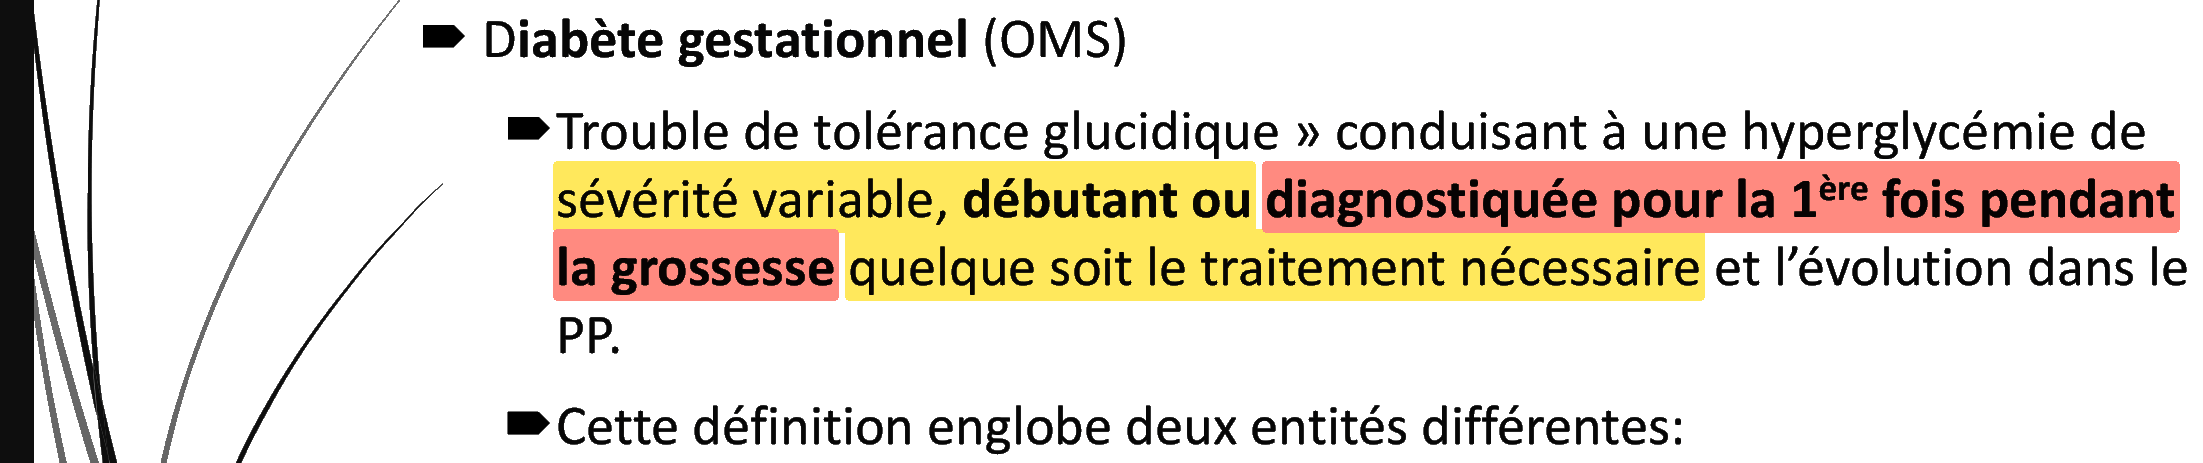 Diabète gestationnel (OMS)
Trouble de tolérance glucidique » conduisant à une hyperglycémie de
sévérité variable, débutant ou diagnostiquée pour la 1ère fois pendant
la grossesse quelque soit le traitement nécessaire et l’évolution dans le
PP.
Cette définition englobe deux entités différentes: